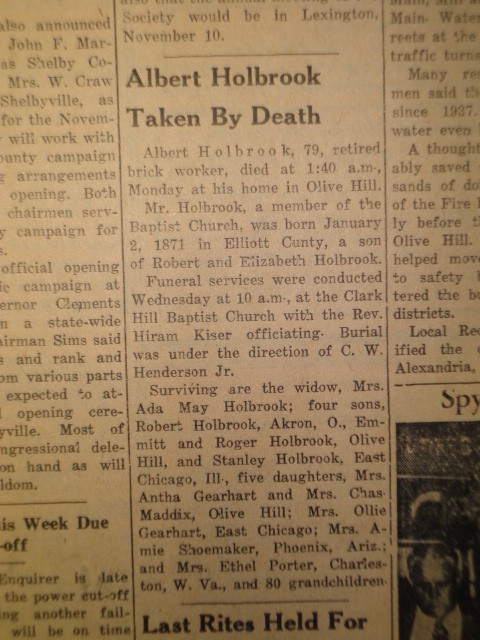 also announced
John F. Mar-
as Shelby Co-
Mrs. W. Craw
Shelbyville, as
for the Novem-
will work with
ounty campaign
arrangements
opening. Both
chairmen serv-
y campaign for
s.
official opening
ic campaign at
ernor Clements
n a state-wide
airman Sims said
s and rank and
om various parts
expected to at-
opening cere-
yville. Most of
ngressional dele-
on hand as will
ldom.
is Week Due
-off
Enquirer is late
the power cut-off
ng another fail-
will be on time
Society would be in Lexington,
November 10.
Albert Holbrook
Taken By Death
Albert Holbrook, 79, retired
brick worker, died at 1:40 a.m.,
Monday at his home in Olive Hill.
Mr. Holbrook, a member of the
Baptist Church, was born January
2, 1871 in Elliott Cunty, a son
of Robert and Elizabeth Holbrook.
Funeral services were conducted
Wednesday at 10 a.m., at the Clark
Hill Baptist Church with the Rev.
Hiram Kiser officiating. Burial
was under the direction of C. W.
Henderson Jr.
Surviving are the widow, Mrs.
Ada May Holbrook; four sons,
Robert Holbrook, Akron, O., Em-
mitt and Roger Holbrook, Olive
Hill, and Stanley Holbrook, East
Chicago, Ill., five daughters, Mrs.
Antha Gearhart and Mrs. Chas.
Maddix, Olive Hill; Mrs. Ollie
Gearhart, East Chicago; Mrs. A-
mie Shoemaker, Phoenix, Ariz.;
and Mrs. Ethel Porter, Charles-
ton, W. Va., and 80 grandchildren.
Last Rites Held For
Main. Water
reets at the
traffic turns
Many res
men said th
since 1937.
water even
A thought
ably saved
sands of do
of the Fire
ly before t
Olive Hill.
helped move
to safety
tered the bu
districts.
Local Rec
ified the
Alexandria,
Spy